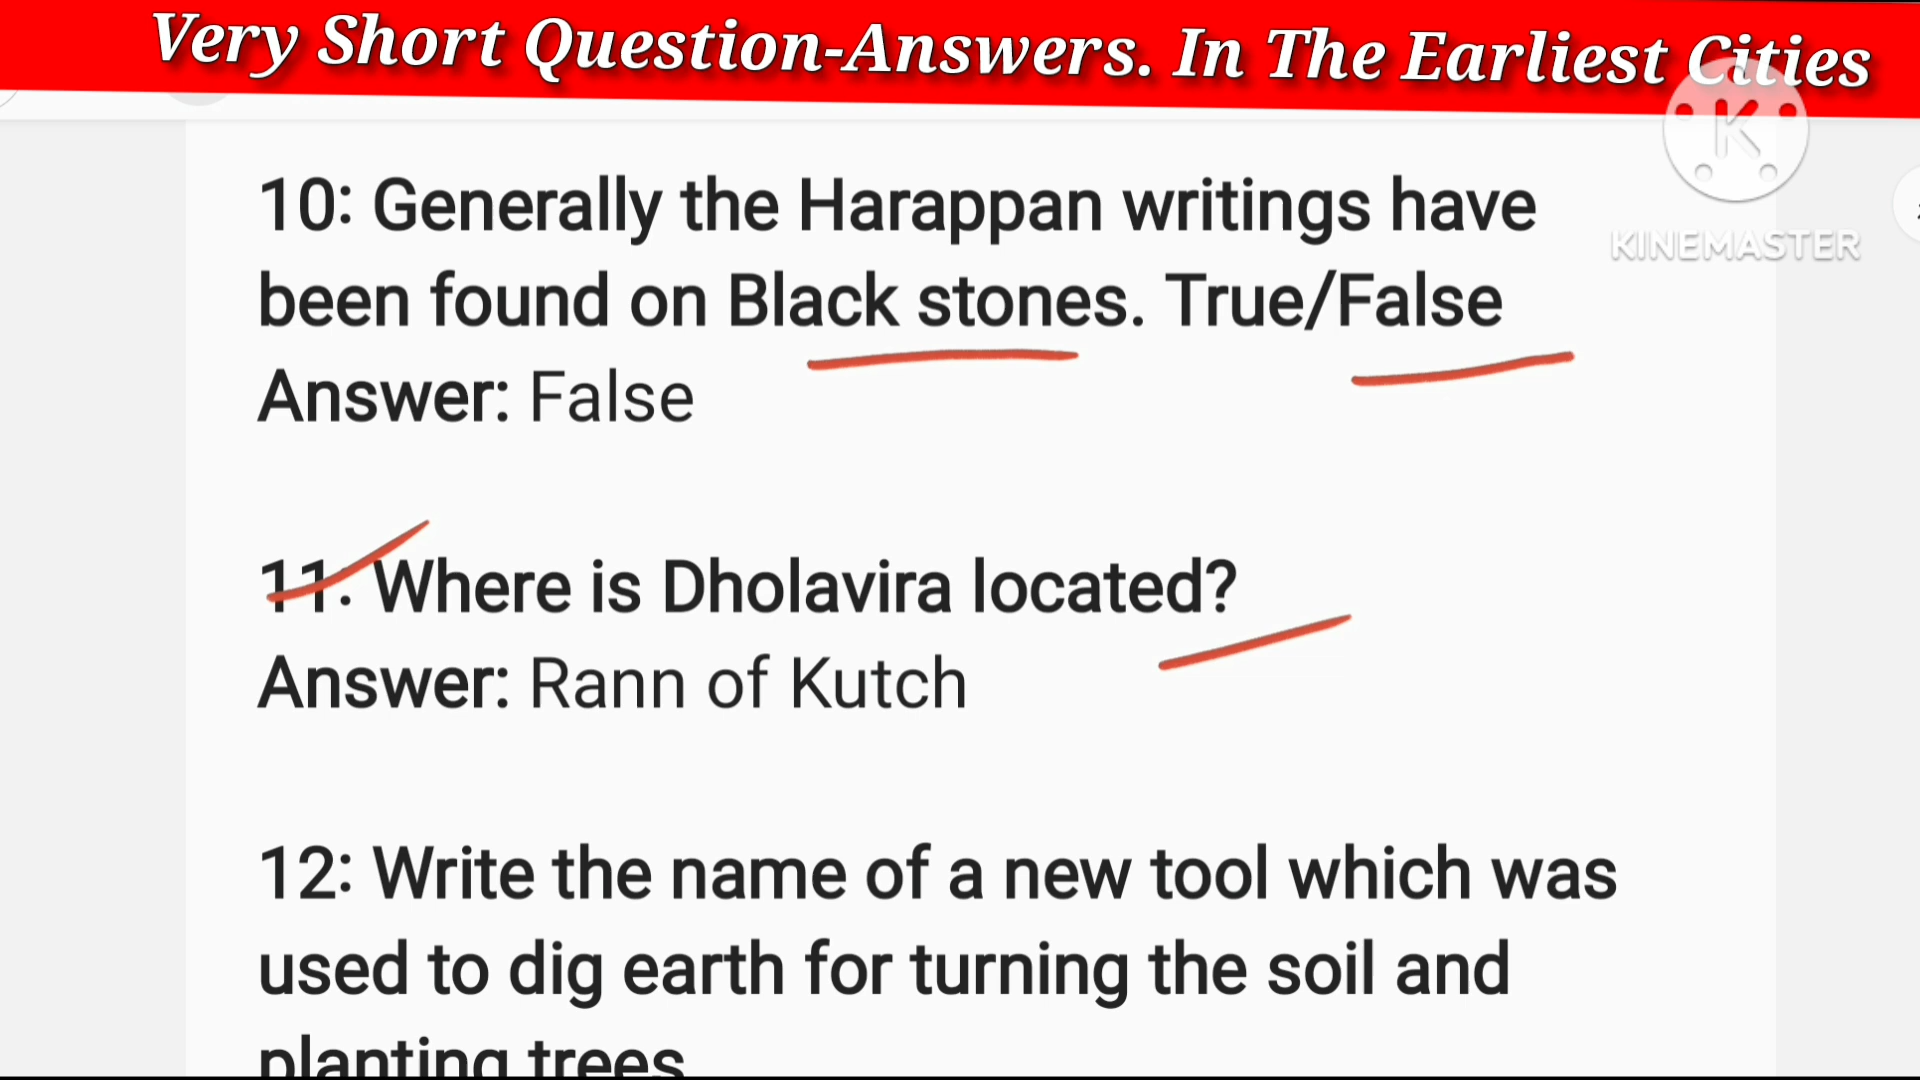 Very Short Question-Answers. In The Earliest Cities
K
KINEMASTER
10: Generally the Harappan writings have
been found on Black stones. True/False
Answer: False
11: Where is Dholavira located?
Answer: Rann of Kutch
12: Write the name of a new tool which was
used to dig earth for turning the soil and
planting trees